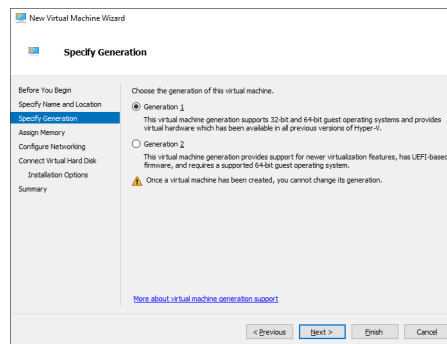 New Virtual Machine Wizard
Specify Generation
Before You Begin
Specify Name and Location
Specify Generation
Assign Memory
Configure Networking
Connect Virtual Hard Disk
Installation Options
Summary
Choose the generation of this virtual machine.
Generation 1
This virtual machine generation supports 32-bit and 64-bit guest operating systems and provides
virtual hardware which has been available in all previous versions of Hyper-V.
Generation 2
This virtual machine generation provides support for newer virtualization features, has UEFI-based
firmware, and requires a supported 64-bit guest operating system.
Once a virtual machine has been created, you cannot change its generation.
More about virtual machine generation support
< Previous
Next >
Finish
Cancel